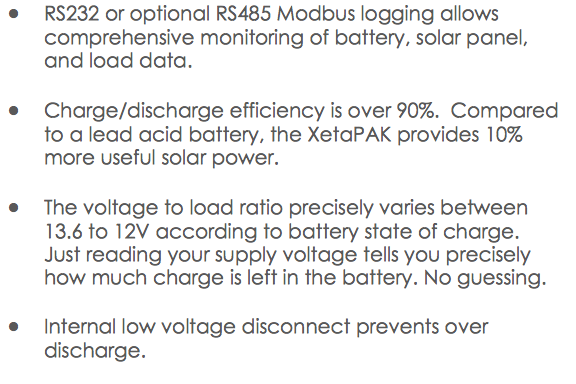 • RS232 or optional RS485 Modbus logging allows
comprehensive monitoring of battery, solar panel,
and load data.
• Charge/discharge efficiency is over 90%.  Compared
to a lead acid battery, the XetaPAK provides 10%
more useful solar power.
• The voltage to load ratio precisely varies between
13.6 to 12V according to battery state of charge.
Just reading your supply voltage tells you precisely
how much charge is left in the battery. No guessing.
• Internal low voltage disconnect prevents over
discharge.